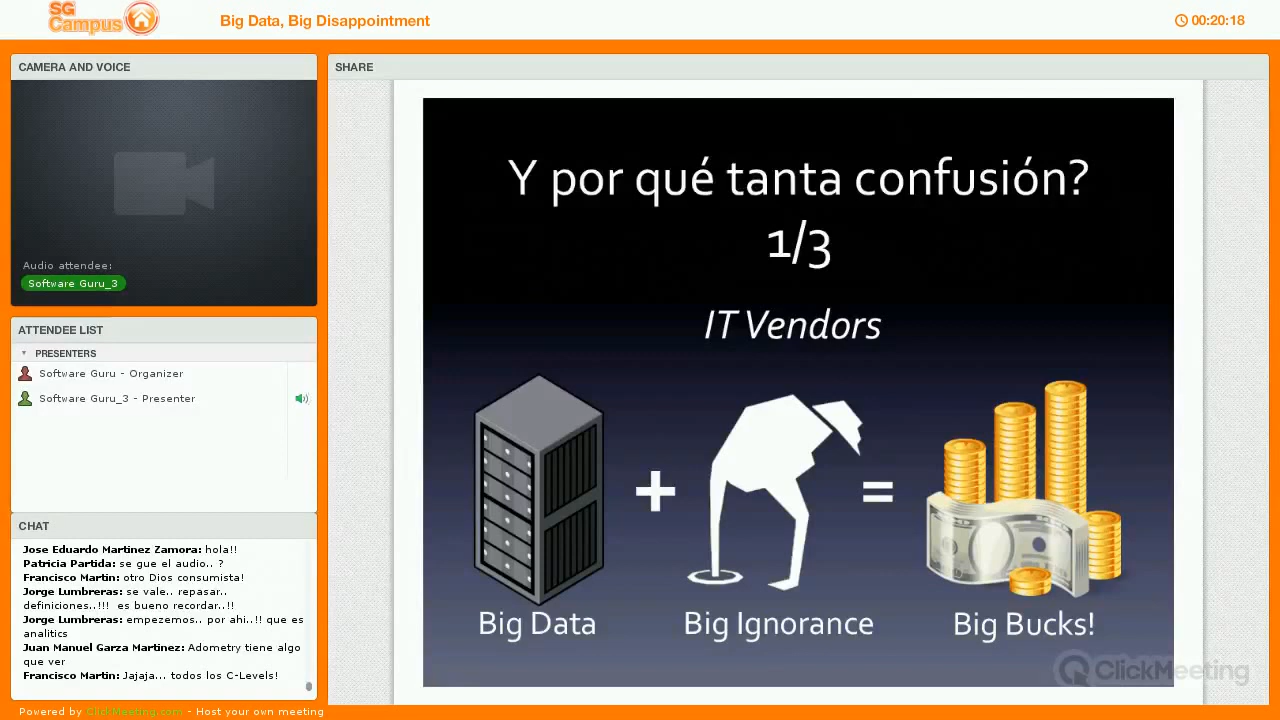 SG
Campus
Big Data, Big Disappointment
00:20:18
CAMERA AND VOICE
Audio attendee:
Software Guru_3
ATTENDEE LIST
PRESENTERS
Software Guru - Organizer
Software Guru_3 - Presenter
CHAT
Jose Eduardo Martinez Zamora: hola!!
Patricia Partida: se gue el audio.. ?
Francisco Martin: otro Dios consumista!
Jorge Lumbreras: se vale.. repasar..
definiciones..!!! es bueno recordar..!!
Jorge Lumbreras: empezemos.. por ahi..!! que es
analitics
Juan Manuel Garza Martinez: Adometry tiene algo
que ver
Francisco Martin: Jajaja... todos los C-Levels!
Powered by ClickMeeting.com - Host your own meeting
SHARE
Y por qué tanta confusión?
1/3
IT Vendors
+ =
Big Data Big Ignorance Big Bucks!
ClickMeeting